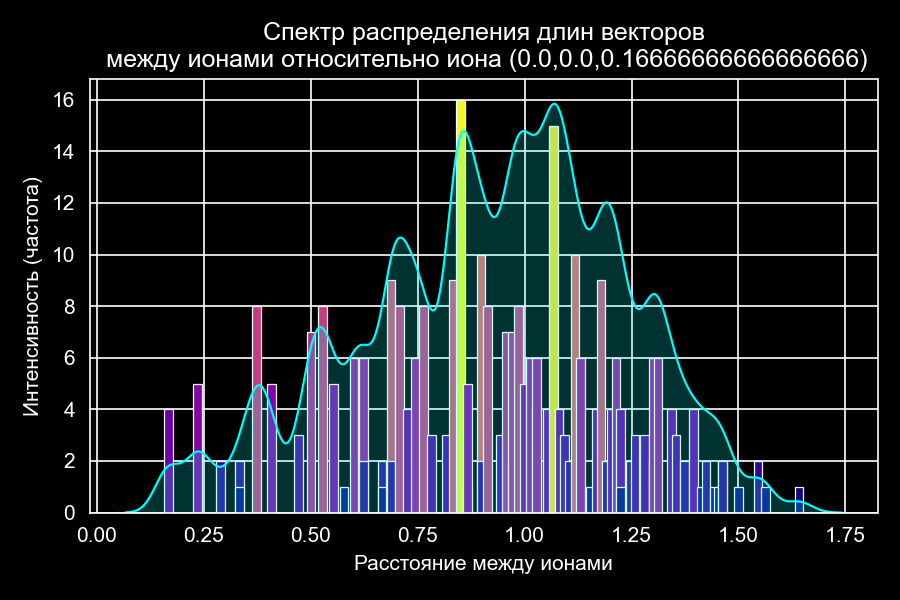 Спектр распределения длин векторов
между ионами относительно иона (0.0,0.0,0.16666666666666666)
Интенсивность (частота)
16
14
12
10
8
6
4
2
0
0.00 0.25 0.50 0.75 1.00 1.25 1.50 1.75
Расстояние между ионами